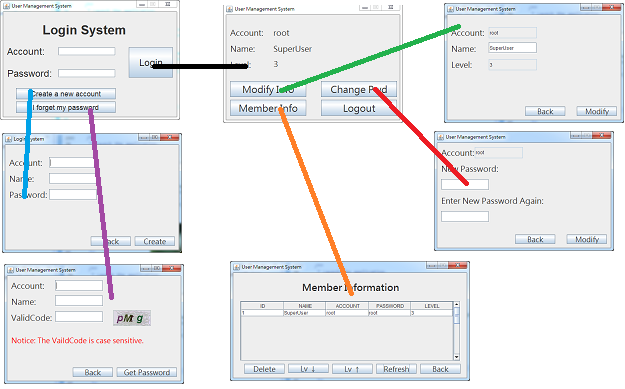 User Management System
Login System
Account:
Password:
Login
Create a new account
I forget my password
User Management System
Account: root
Name: SuperUser
Level: 3
Modify Info
Change Pwd
Member Info
Logout
User Management System
Account: root
Name: SuperUser
Level: 3
Back
Modify
Login System
Account:
Name:
Password:
Back
Create
User Management System
Account: root
New Password:
Enter New Password Again:
Back
Modify
User Management System
Account:
Name:
ValidCode:
pMtg
Notice: The VaildCode is case sensitive.
Back
Get Password
User Management System
Member Information
ID NAME ACCOUNT PASSWORD LEVEL
1 SuperUser root root 3
Delete
Lv ↓
Lv ↑
Refresh
Back